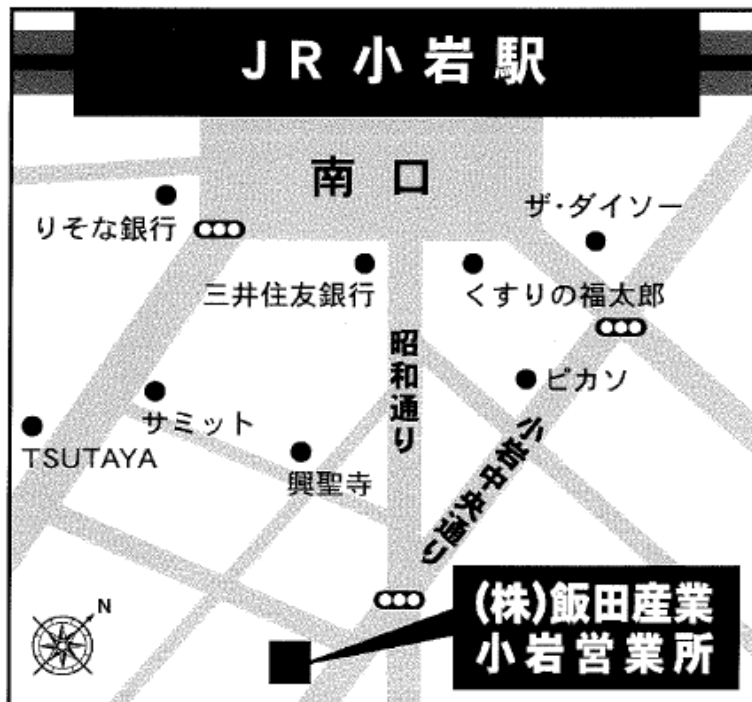 JR小岩駅
南口
ザ・ダイソー
りそな銀行
三井住友銀行
くすりの福太郎
昭和通り
ピカソ
サミット
小岩中央通り
TSUTAYA
興聖寺
N
(株)飯田産業
小岩営業所